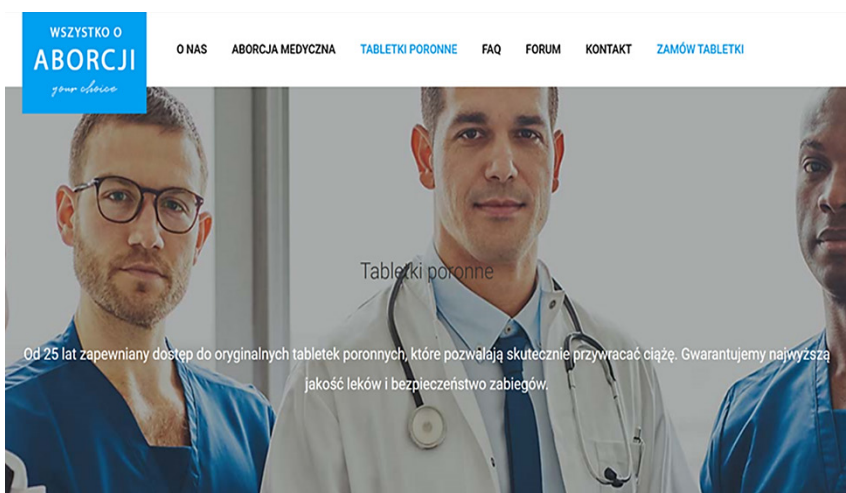 WSZYSTKO O
ABORCJI
your choice
O NAS ABORCJA MEDYCZNA TABLETKI PORONNE FAQ FORUM KONTAKT ZAMÓW TABLETKI
Tabletki poronne
Od 25 lat zapewniany dostęp do oryginalnych tabletek poronnych, które pozwalają skutecznie przywracać ciążę. Gwarantujemy najwyższą
jakość leków i bezpieczeństwo zabiegów.